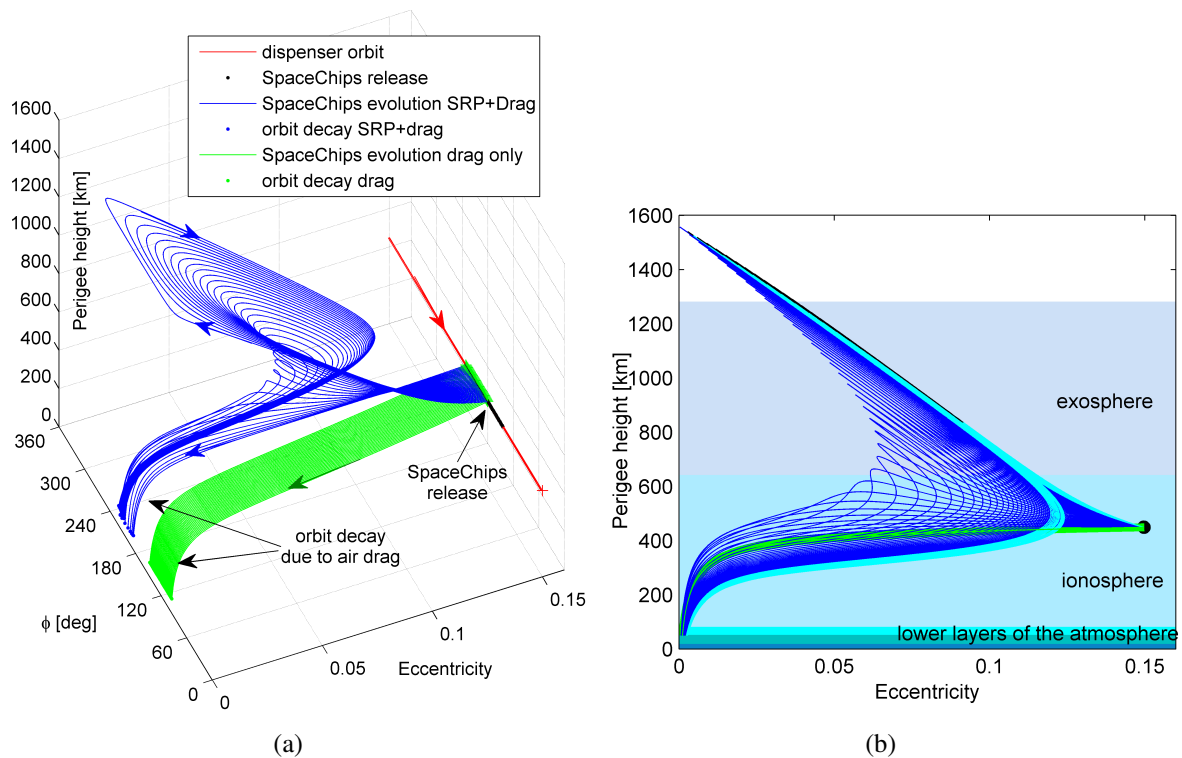 dispenser orbit
SpaceChips release
SpaceChips evolution SRP+Drag
orbit decay SRP+drag
SpaceChips evolution drag only
orbit decay drag
1600
1400
1200
1000
800
600
400
200
0
Perigee height [km]
360
300
240
180
120
60
0
ϕ [deg]
0
0.05
0.1
0.15
Eccentricity
SpaceChips
release
orbit decay
due to air drag
(a)
1600
1400
1200
1000
800
600
400
200
0
Perigee height [km]
exosphere
ionosphere
lower layers of the atmosphere
0
0.05
0.1
0.15
Eccentricity
(b)